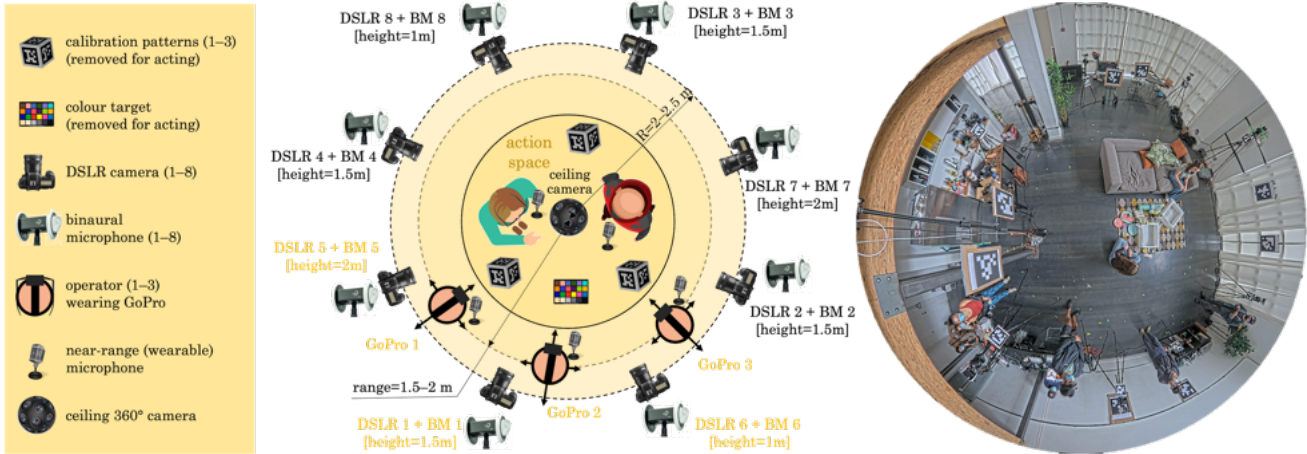 calibration patterns (1–3)
(removed for acting)
colour target
(removed for acting)
DSLR camera (1–8)
binaural
microphone (1–8)
operator (1–3)
wearing GoPro
near-range (wearable)
microphone
ceiling 360° camera
DSLR 8 + BM 8
[height=1m]
DSLR 3 + BM 3
[height=1.5m]
DSLR 4 + BM 4
[height=1.5m]
R=2–2.5 m
action
space
ceiling
camera
DSLR 7 + BM 7
[height=2m]
DSLR 5 + BM 5
[height=2m]
DSLR 2 + BM 2
[height=1.5m]
GoPro 1
GoPro 3
range=1.5–2 m
GoPro 2
DSLR 1 + BM 1
[height=1.5m]
DSLR 6 + BM 6
[height=1m]